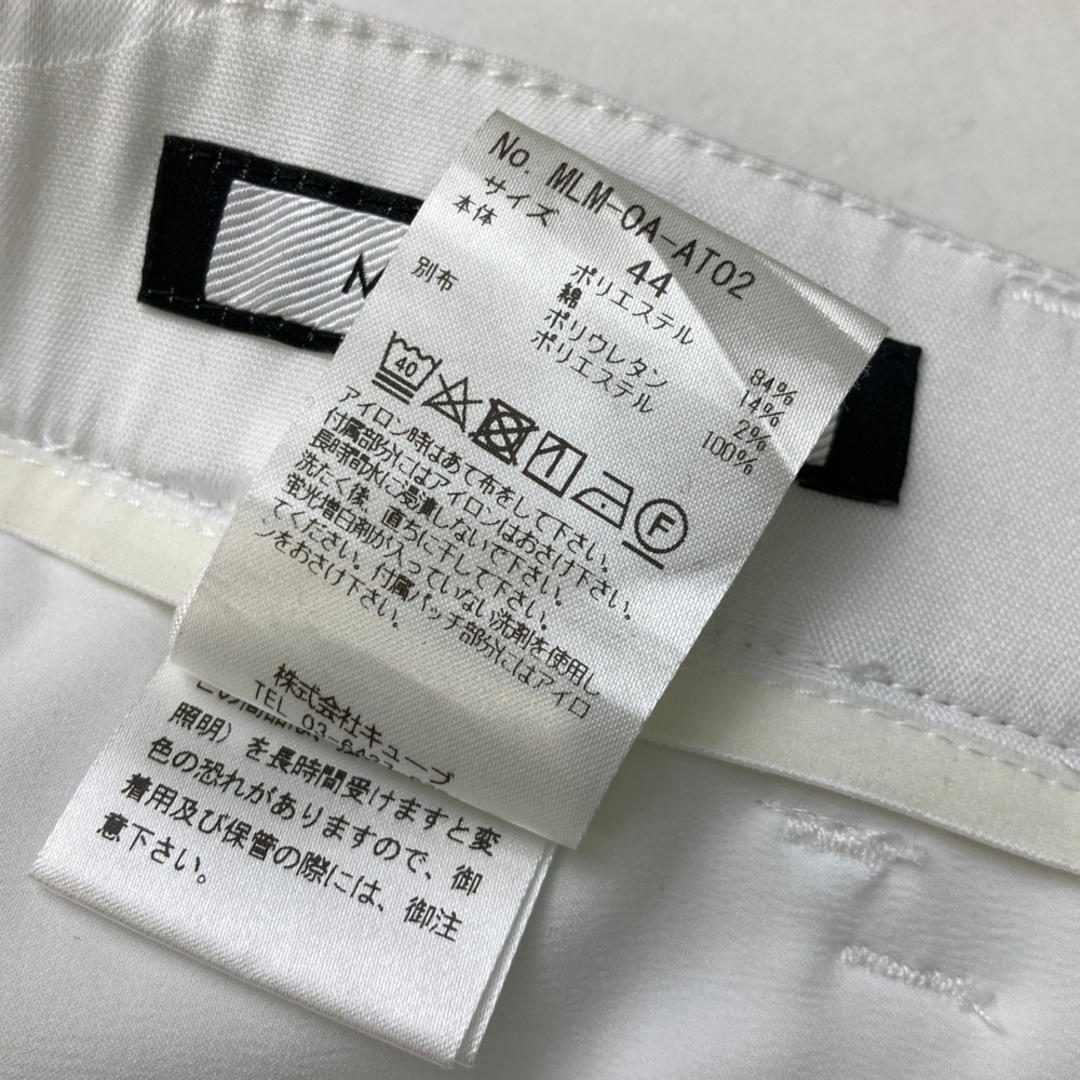 No. MLM-OA-AT02
サイズ 44
本体 ポリエステル 84%
綿 14%
ポリウレタン 2%
別布 ポリエステル 100%
40
F
アイロン時はあて布をして下さい。
付属部分にはアイロンはおさけ下さい。
長時間水に浸漬しないで下さい。
洗たく後、直ちに干して下さい。
蛍光増白剤が入っていない洗剤を使用し
てください。付属パッチ部分にはアイロ
ンをおさけ下さい。
株式会社キューブ
TEL 03-
照明）を長時間受けますと変
色の恐れがありますので、御
着用及び保管の際には、御注
意下さい。